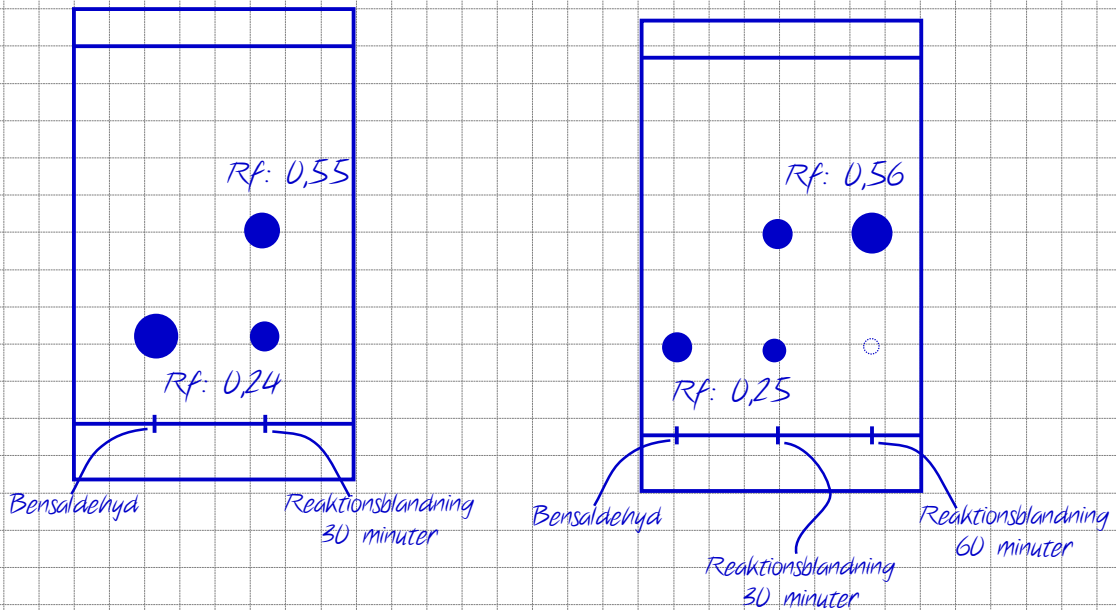 Rf: 0,55
Rf: 0,24
Bensaldehyd
Reaktionsblandning
30 minuter
Rf: 0,56
Rf: 0,25
Bensaldehyd
Reaktionsblandning
30 minuter
Reaktionsblandning
60 minuter